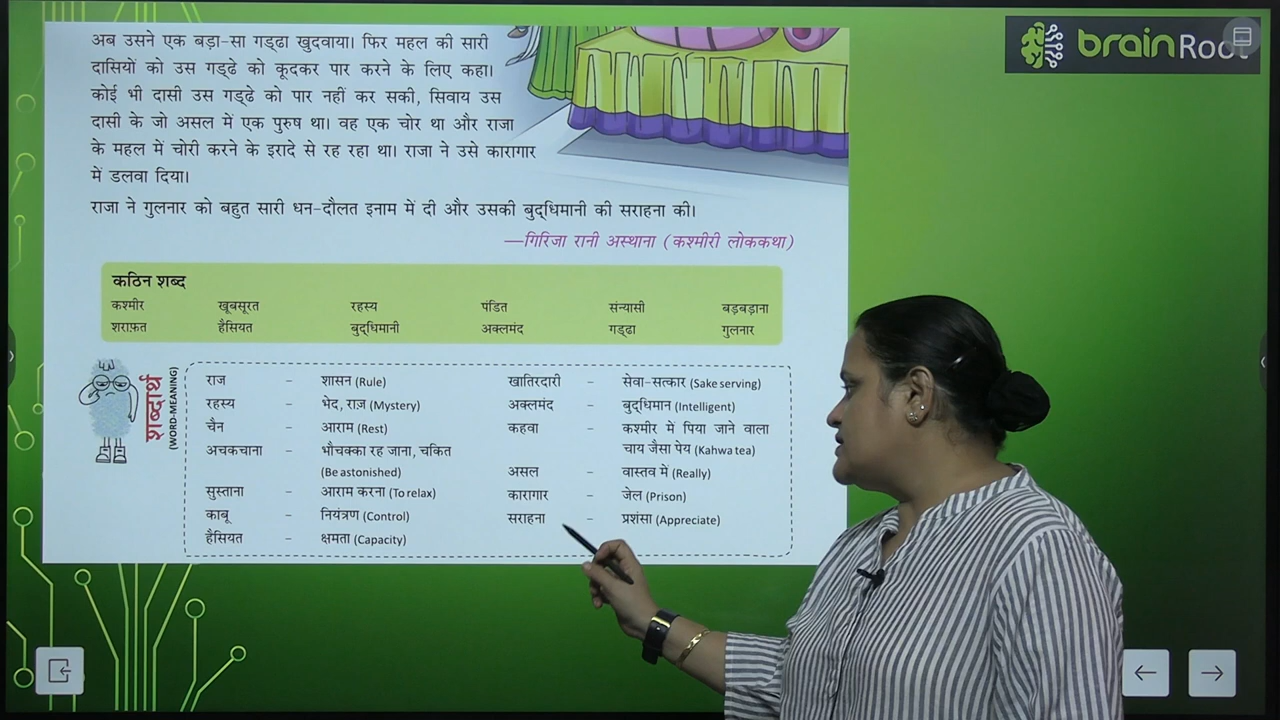 brainRoot
अब उसने एक बड़ा-सा गड्ढा खुदवाया। फिर महल की सारी
दासियों को उस गड्ढे को कूदकर पार करने के लिए कहा।
कोई भी दासी उस गड्ढे को पार नहीं कर सकी, सिवाय उस
दासी के जो असल में एक पुरुष था। वह एक चोर था और राजा
के महल में चोरी करने के इरादे से रह रहा था। राजा ने उसे कारागार
में डलवा दिया।
राजा ने गुलनार को बहुत सारी धन-दौलत इनाम में दी और उसकी बुद्धिमानी की सराहना की।
—गिरिजा रानी अस्थाना (कश्मीरी लोककथा)
कठिन शब्द
कश्मीर खूबसूरत रहस्य पंडित संन्यासी बड़बड़ाना
शराफ़त हैसियत बुद्धिमानी अक्लमंद गड्ढा गुलनार
शब्दार्थ
(WORD-MEANING)
राज – शासन (Rule)
रहस्य – भेद, राज़ (Mystery)
चैन – आराम (Rest)
अचकचाना – भौचक्का रह जाना, चकित
(Be astonished)
सुस्ताना – आराम करना (To relax)
काबू – नियंत्रण (Control)
हैसियत – क्षमता (Capacity)
खातिरदारी – सेवा-सत्कार (Sake serving)
अक्लमंद – बुद्धिमान (Intelligent)
कहवा – कश्मीर में पिया जाने वाला
चाय जैसा पेय (Kahwa tea)
असल – वास्तव में (Really)
कारागार – जेल (Prison)
सराहना – प्रशंसा (Appreciate)